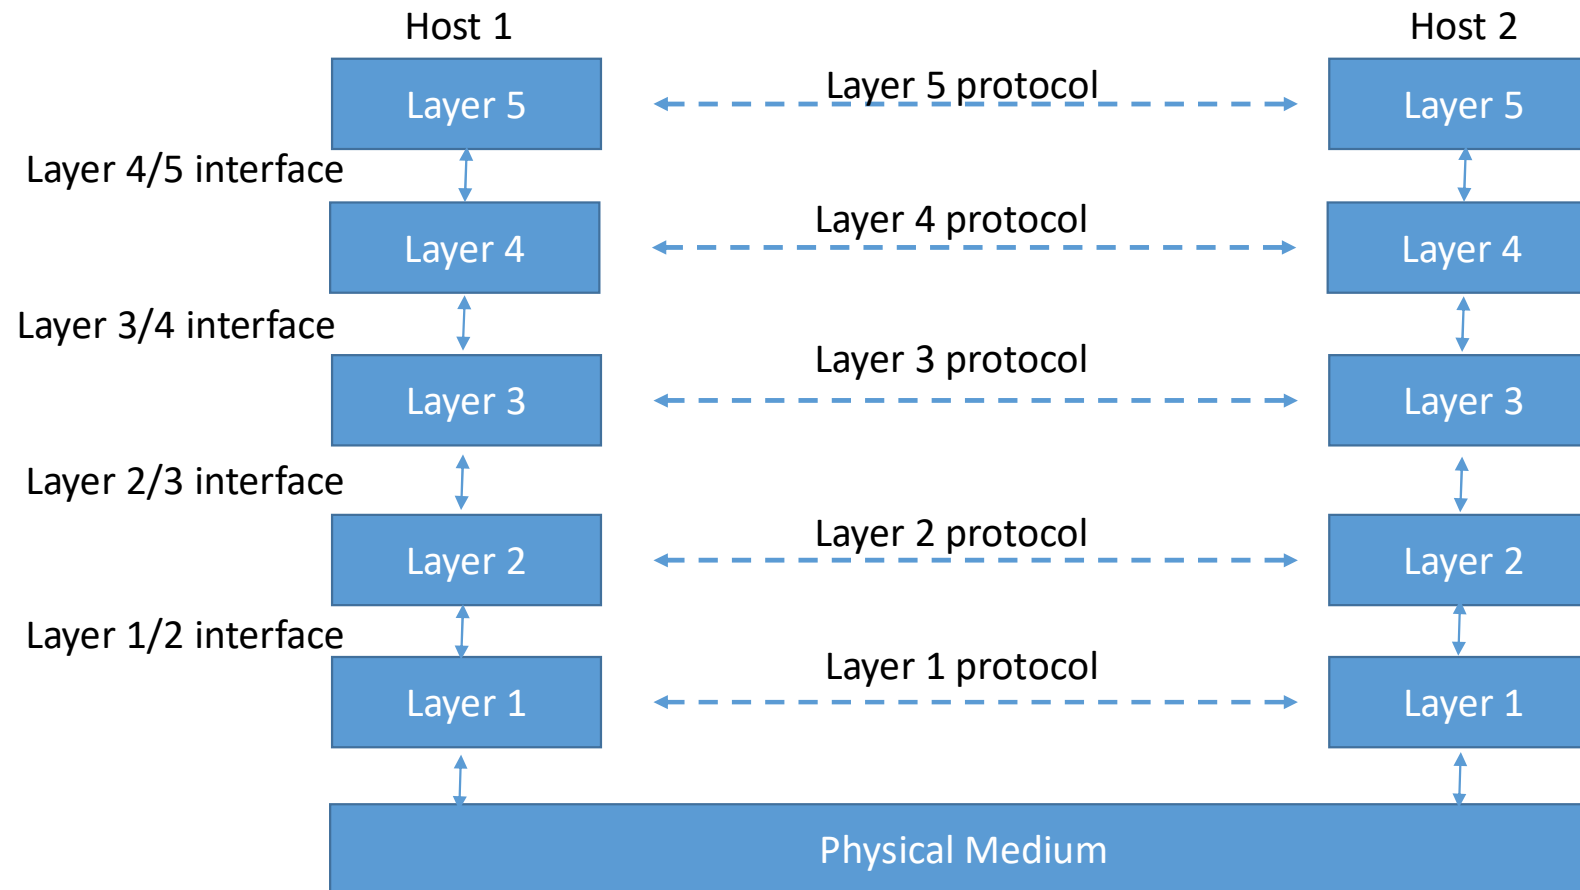 Host 1
Host 2
Layer 5
Layer 5 protocol
Layer 5
Layer 4/5 interface
Layer 4
Layer 4 protocol
Layer 4
Layer 3/4 interface
Layer 3
Layer 3 protocol
Layer 3
Layer 2/3 interface
Layer 2
Layer 2 protocol
Layer 2
Layer 1/2 interface
Layer 1
Layer 1 protocol
Layer 1
Physical Medium